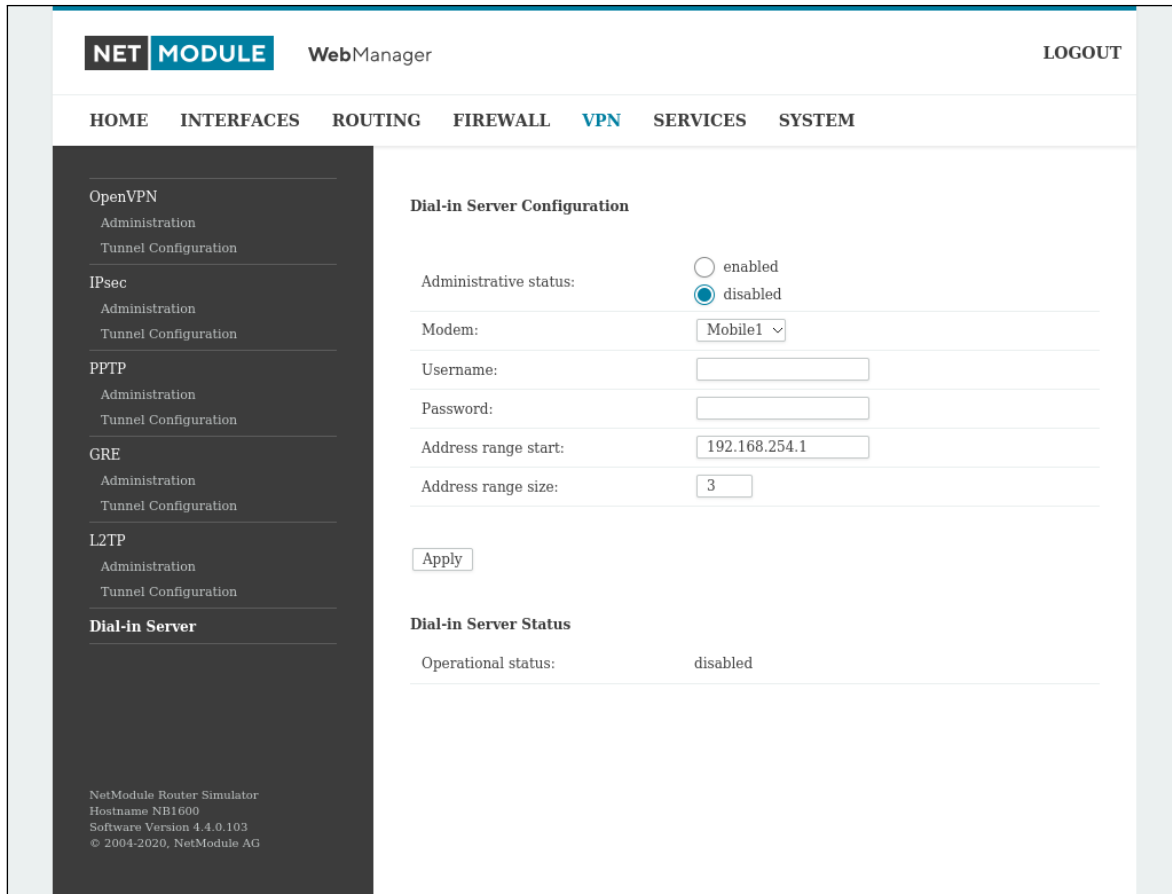 NET MODULE WebManager LOGOUT
HOME INTERFACES ROUTING FIREWALL VPN SERVICES SYSTEM
OpenVPN
Administration
Tunnel Configuration
IPsec
Administration
Tunnel Configuration
PPTP
Administration
Tunnel Configuration
GRE
Administration
Tunnel Configuration
L2TP
Administration
Tunnel Configuration
Dial-in Server
NetModule Router Simulator
Hostname NB1600
Software Version 4.4.0.103
© 2004-2020, NetModule AG
Dial-in Server Configuration
Administrative status:
enabled
disabled
Modem: Mobile1
Username:
Password:
Address range start: 192.168.254.1
Address range size: 3
Apply
Dial-in Server Status
Operational status: disabled